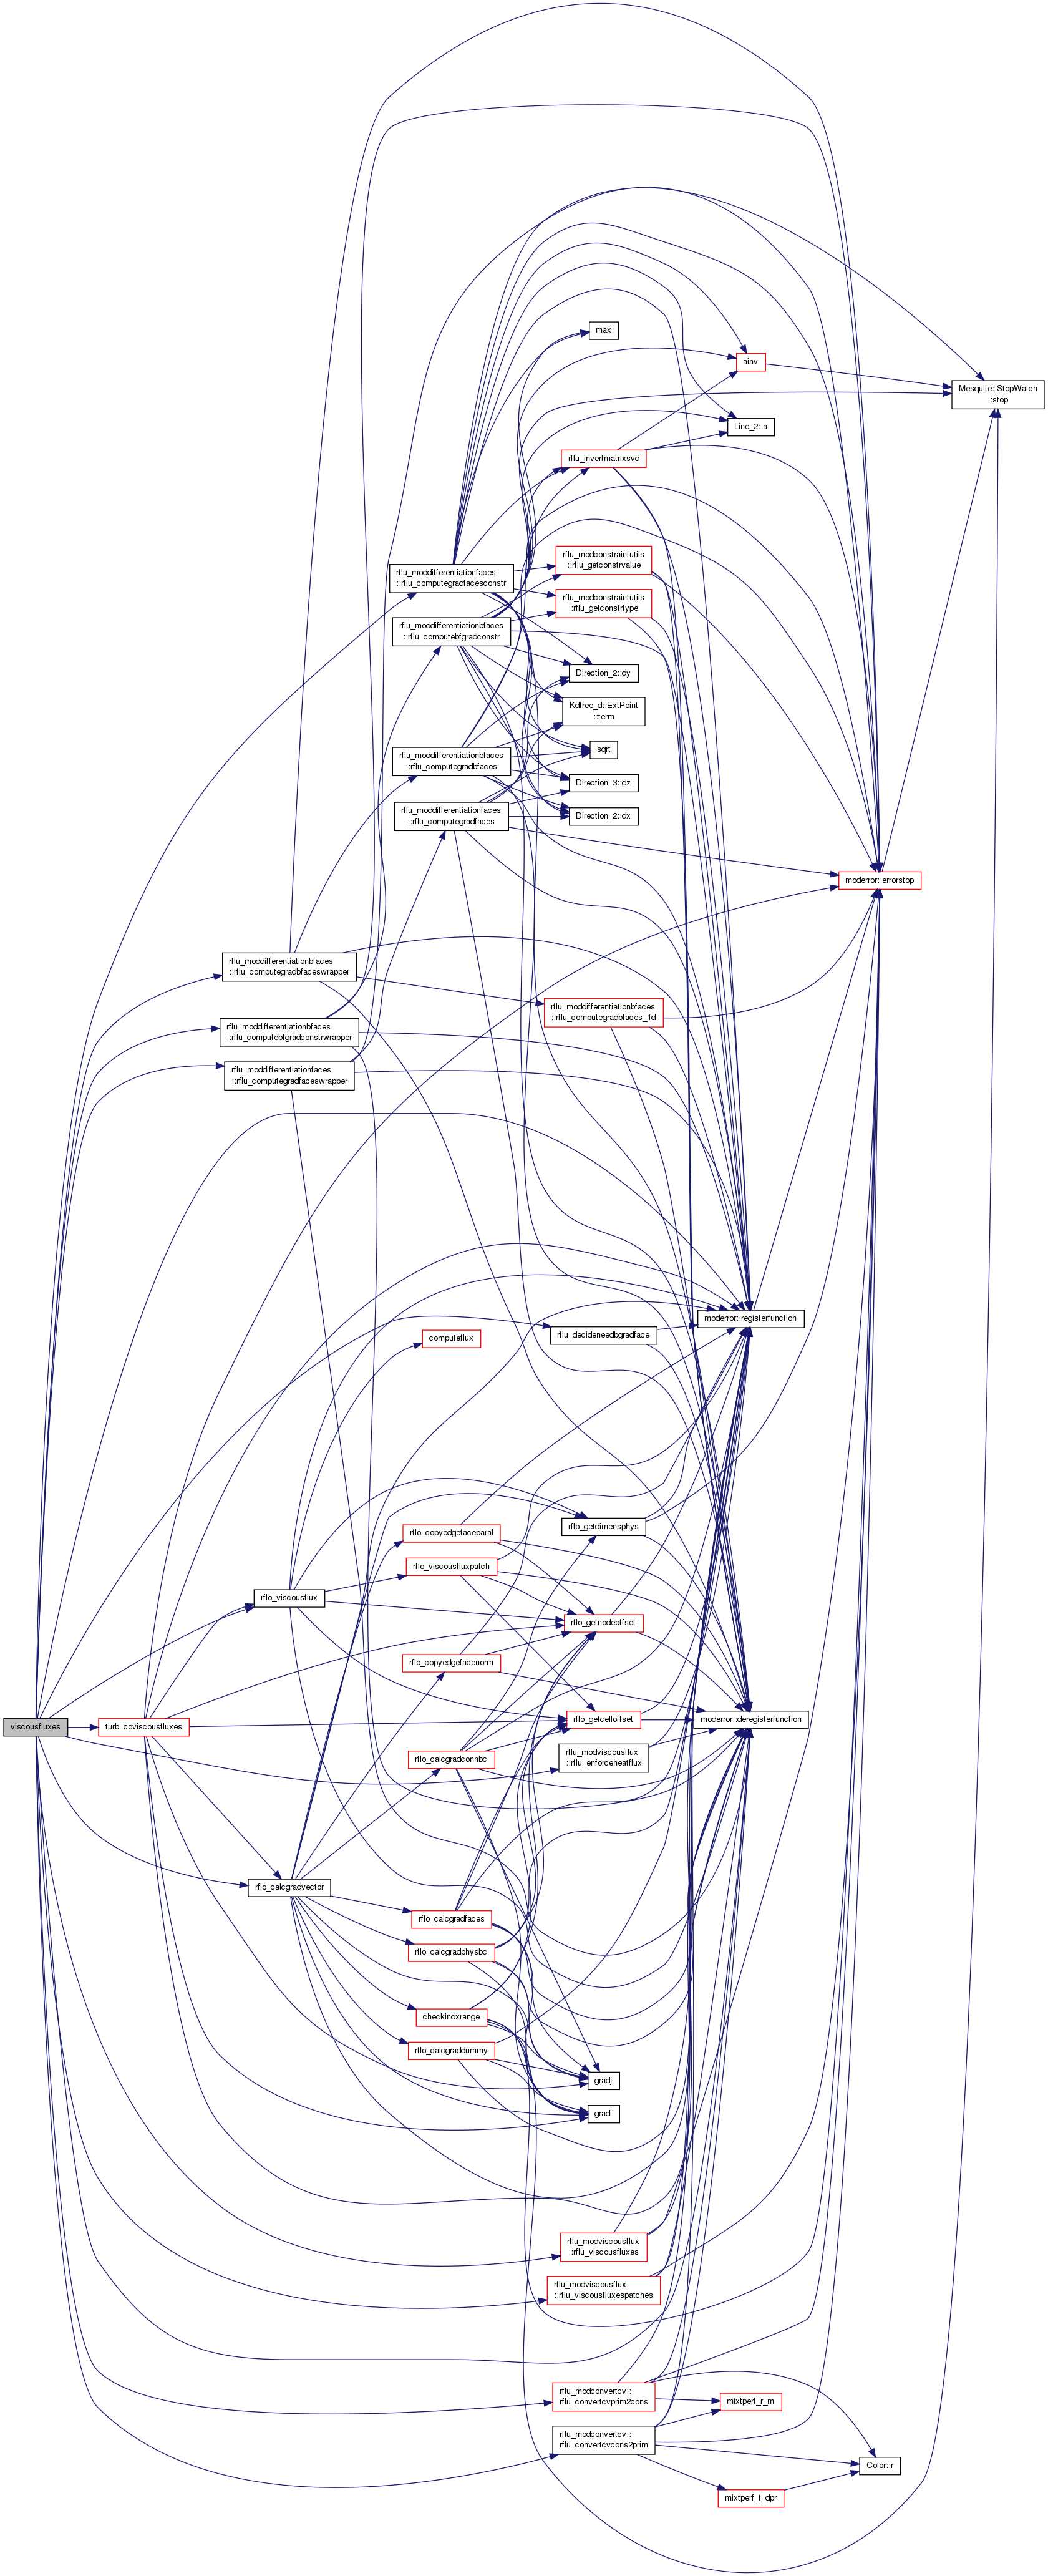 max
ainv
Mesquite::StopWatch
::stop
Line_2::a
rflu_invertmatrixsvd
rflu_modconstraintutils
::rflu_getconstrvalue
rflu_moddifferentiationfaces
::rflu_computegradfacesconstr
rflu_modconstraintutils
::rflu_getconstrtype
rflu_moddifferentiationbfaces
::rflu_computebfgradconstr
Direction_2::dy
Kdtree_d::ExtPoint
::term
sqrt
rflu_moddifferentiationbfaces
::rflu_computegradbfaces
Direction_3::dz
rflu_moddifferentiationfaces
::rflu_computegradfaces
Direction_2::dx
moderror::errorstop
rflu_moddifferentiationbfaces
::rflu_computegradbfaceswrapper
rflu_moddifferentiationbfaces
::rflu_computegradbfaces_1d
rflu_moddifferentiationbfaces
::rflu_computebfgradconstrwrapper
rflu_moddifferentiationfaces
::rflu_computegradfaceswrapper
moderror::registerfunction
rflu_decideneedbgradface
computeflux
rflo_getdimensphys
rflo_copyedgefaceparal
rflo_viscousfluxpatch
rflo_viscousflux
rflo_getnodeoffset
rflo_copyedgefacenorm
viscousfluxes
turb_coviscousfluxes
rflo_getcelloffset
moderror::deregisterfunction
rflo_calcgradconnbc
rflu_modviscousflux
::rflu_enforceheatflux
rflo_calcgradvector
rflo_calcgradfaces
rflo_calcgradphysbc
checkindxrange
rflo_calcgraddummy
gradj
gradi
rflu_modviscousflux
::rflu_viscousfluxes
rflu_modviscousflux
::rflu_viscousfluxespatches
rflu_modconvertcv::
rflu_convertcvprim2cons
mixtperf_r_m
rflu_modconvertcv::
rflu_convertcvcons2prim
Color::r
mixtperf_t_dpr